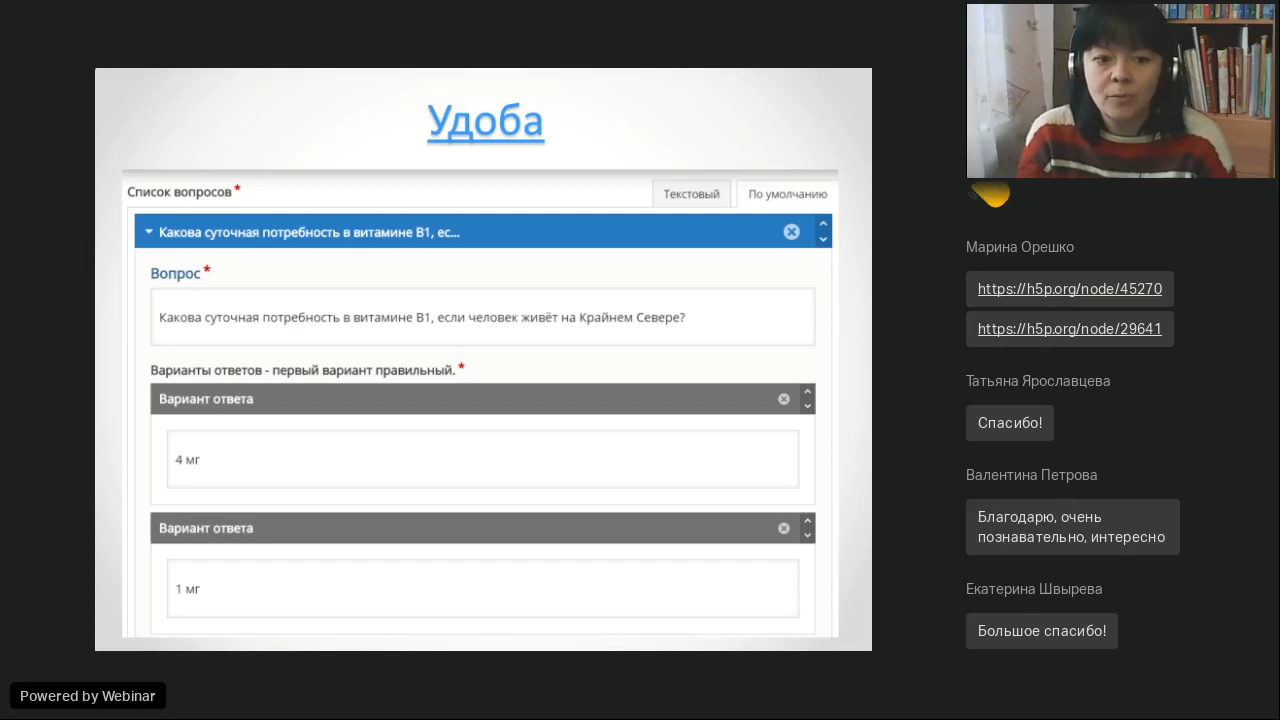 Удоба
Список вопросов *
Текстовый
По умолчанию
Какова суточная потребность в витамине В1, ес...
Вопрос *
Какова суточная потребность в витамине В1, если человек живёт на Крайнем Севере?
Варианты ответов - первый вариант правильный. *
Вариант ответа
4 мг
Вариант ответа
1 мг
Марина Орешко
https://h5p.org/node/45270
https://h5p.org/node/29641
Татьяна Ярославцева
Спасибо!
Валентина Петрова
Благодарю, очень
познавательно, интересно
Екатерина Швырева
Большое спасибо!
Powered by Webinar